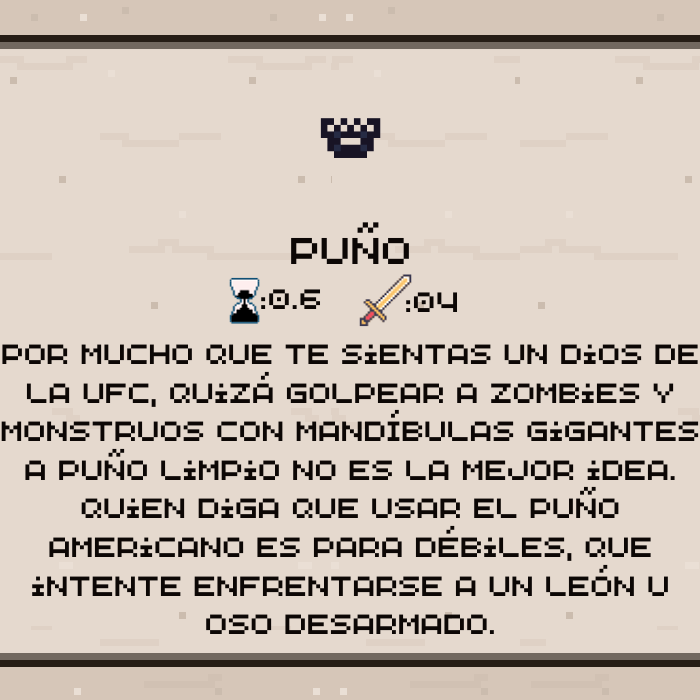 PUÑO
:0.6 :04
POR MUCHO QUE TE SiENTAS UN DiOS DE
LA UFC, QUiZÁ GOLPEAR A ZOMBiES Y
MONSTRUOS CON MANDÍBULAS GiGANTES
A PUÑO LiMPiO NO ES LA MEJOR iDEA.
QUiEN DiGA QUE USAR EL PUÑO
AMERiCANO ES PARA DÉBiLES, QUE
iNTENTE ENFRENTARSE A UN LEÓN U
OSO DESARMADO.